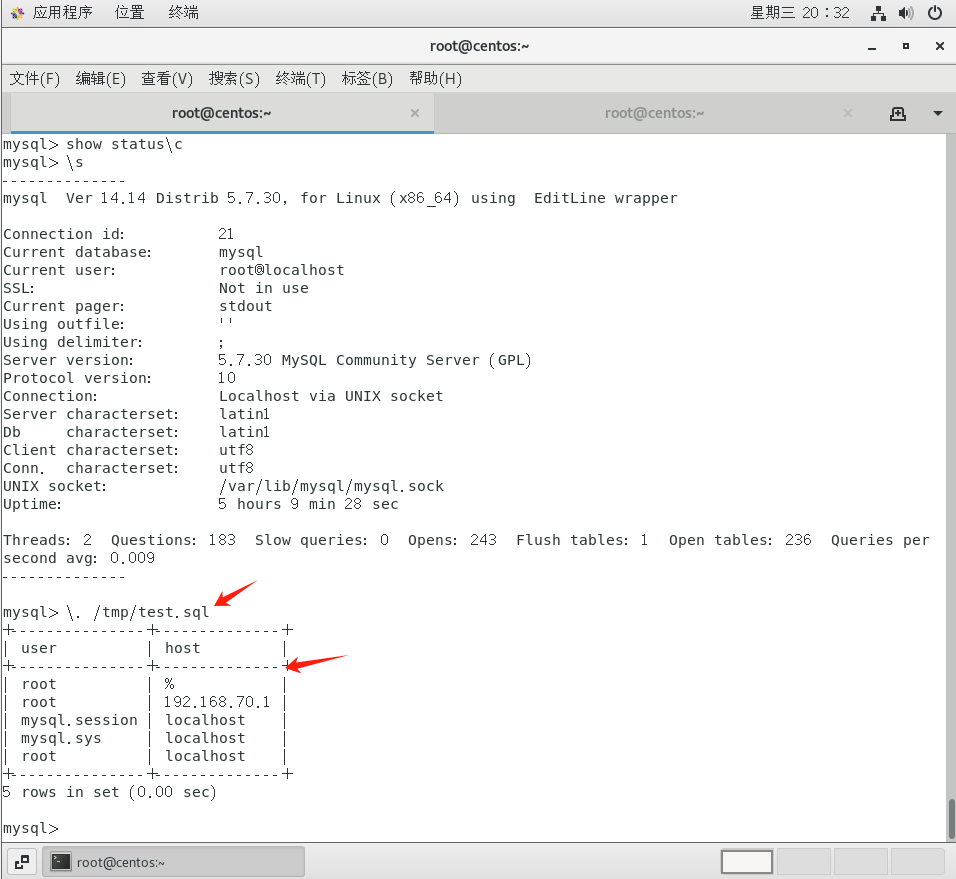 应用程序 位置 终端 星期三 20：32
root@centos:~
文件(F) 编辑(E) 查看(V) 搜索(S) 终端(T) 标签(B) 帮助(H)
root@centos:~ × root@centos:~ ×
mysql> show status\c
mysql> \s
--------------
mysql  Ver 14.14 Distrib 5.7.30, for Linux (x86_64) using  EditLine wrapper
Connection id:          21
Current database:       mysql
Current user:           root@localhost
SSL:                    Not in use
Current pager:          stdout
Using outfile:          ''
Using delimiter:        ;
Server version:         5.7.30 MySQL Community Server (GPL)
Protocol version:       10
Connection:             Localhost via UNIX socket
Server characterset:    latin1
Db     characterset:    latin1
Client characterset:    utf8
Conn.  characterset:    utf8
UNIX socket:            /var/lib/mysql/mysql.sock
Uptime:                 5 hours 9 min 28 sec
Threads: 2  Questions: 183  Slow queries: 0  Opens: 243  Flush tables: 1  Open tables: 236  Queries per
second avg: 0.009
--------------
mysql> \. /tmp/test.sql
+---------------+--------------+
| user          | host         |
+---------------+--------------+
| root          | %            |
| root          | 192.168.70.1 |
| mysql.session | localhost    |
| mysql.sys     | localhost    |
| root          | localhost    |
+---------------+--------------+
5 rows in set (0.00 sec)
mysql>
root@centos:~